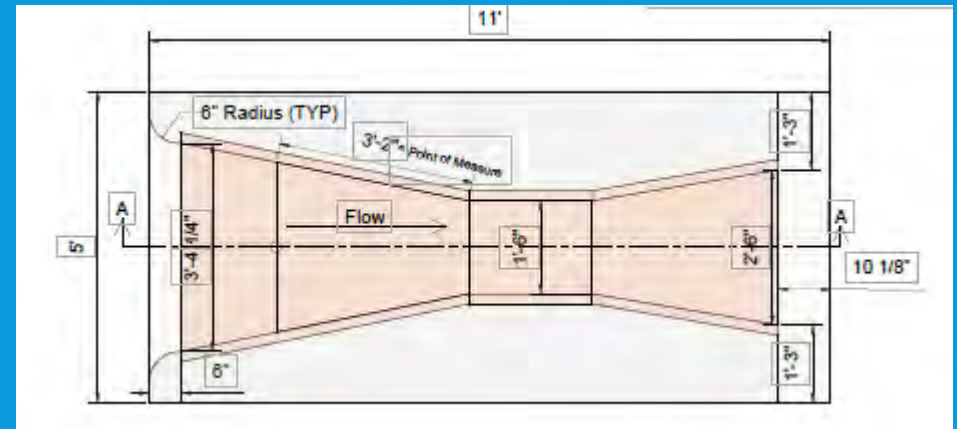 11'
6" Radius (TYP)
3'-2" Point of Measure
1'-3"
A
Flow
A
5'
3'-4 1/4"
1'-6"
2'-6"
10 1/8"
6"
1'-3"